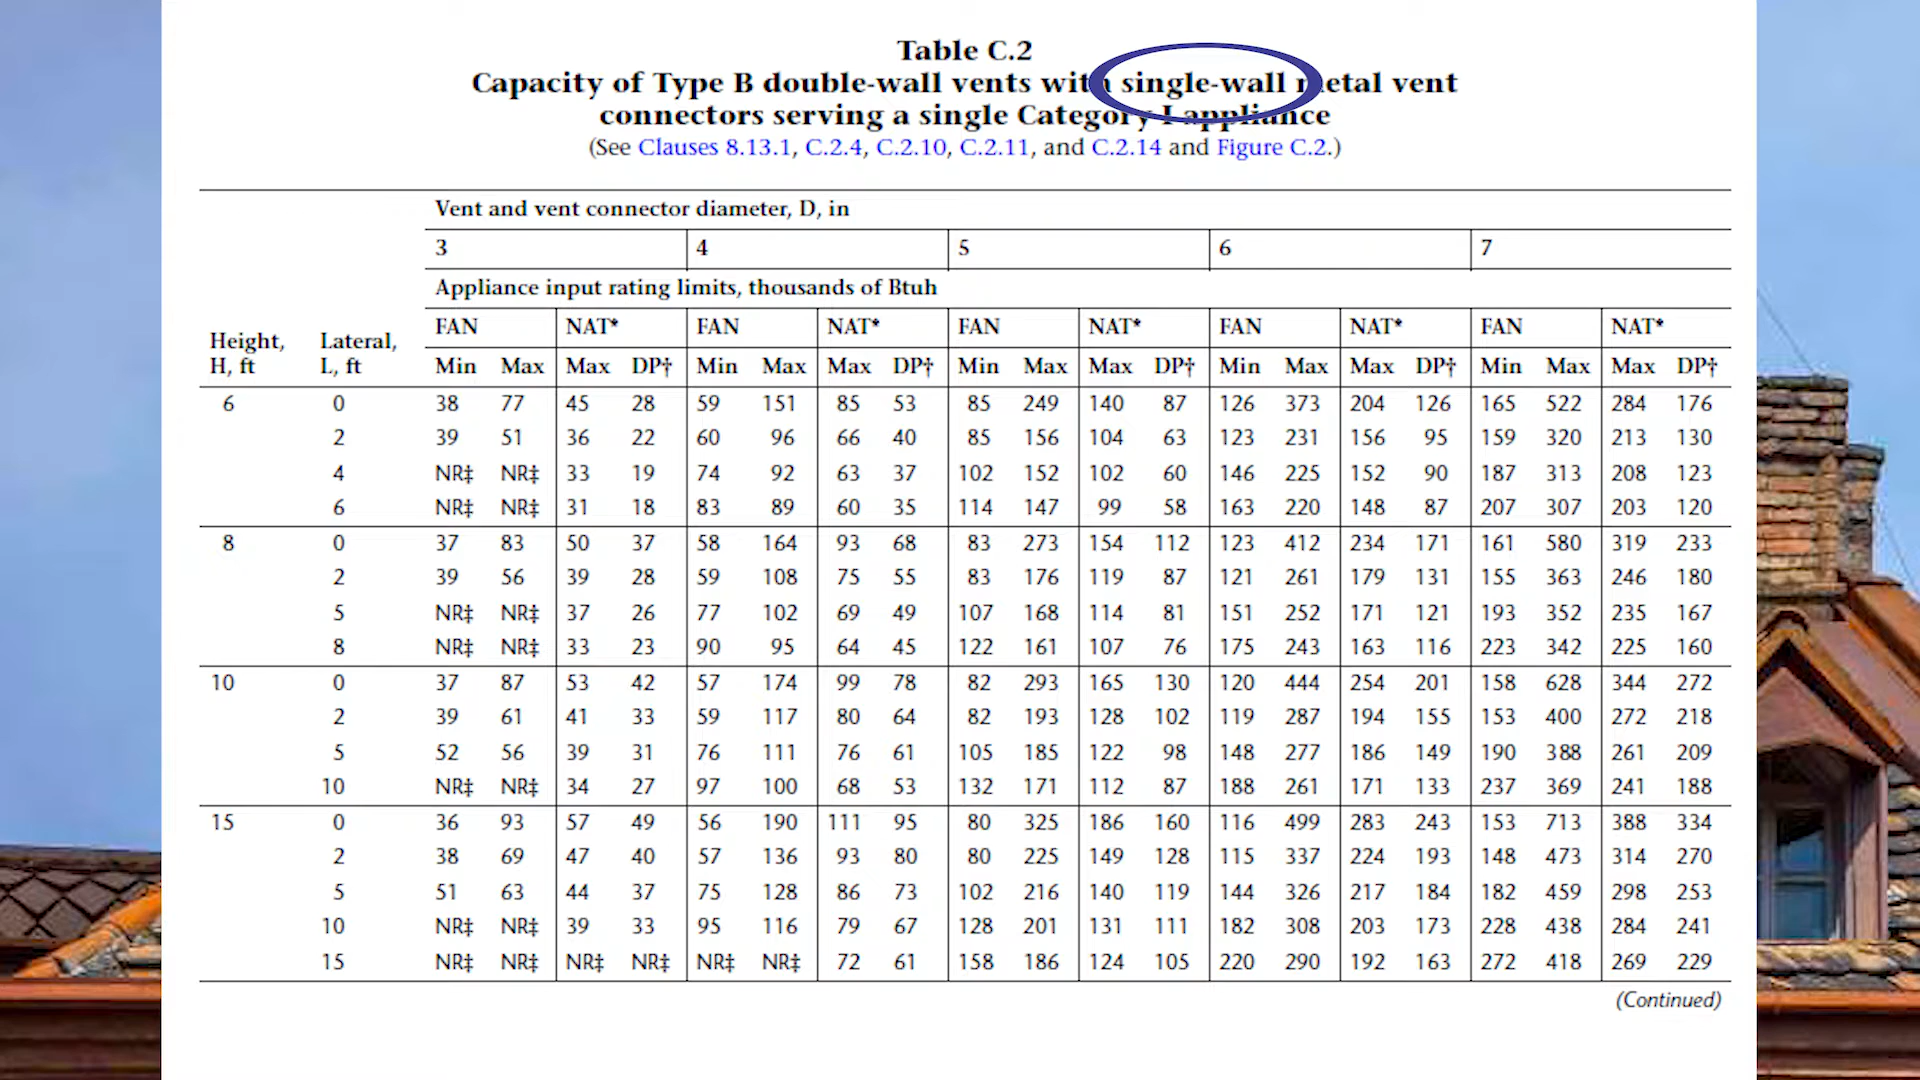 Table C.2
Capacity of Type B double-wall vents with single-wall metal vent
connectors serving a single Category I appliance
(See Clauses 8.13.1, C.2.4, C.2.10, C.2.11, and C.2.14 and Figure C.2.)
Vent and vent connector diameter, D, in
3 4 5 6 7
Appliance input rating limits, thousands of Btuh
Height, H, ft Lateral, L, ft FAN NAT* FAN NAT* FAN NAT* FAN NAT* FAN NAT*
Min Max Max DP† Min Max Max DP† Min Max Max DP† Min Max Max DP† Min Max Max DP†
6 0 38 77 45 28 59 151 85 53 85 249 140 87 126 373 204 126 165 522 284 176
2 39 51 36 22 60 96 66 40 85 156 104 63 123 231 156 95 159 320 213 130
4 NR‡ NR‡ 33 19 74 92 63 37 102 152 102 60 146 225 152 90 187 313 208 123
6 NR‡ NR‡ 31 18 83 89 60 35 114 147 99 58 163 220 148 87 207 307 203 120
8 0 37 83 50 37 58 164 93 68 83 273 154 112 123 412 234 171 161 580 319 233
2 39 56 39 28 59 108 75 55 83 176 119 87 121 261 179 131 155 363 246 180
5 NR‡ NR‡ 37 26 77 102 69 49 107 168 114 81 151 252 171 121 193 352 235 167
8 NR‡ NR‡ 33 23 90 95 64 45 122 161 107 76 175 243 163 116 223 342 225 160
10 0 37 87 53 42 57 174 99 78 82 293 165 130 120 444 254 201 158 628 344 272
2 39 61 41 33 59 117 80 64 82 193 128 102 119 287 194 155 153 400 272 218
5 52 56 39 31 76 111 76 61 105 185 122 98 148 277 186 149 190 388 261 209
10 NR‡ NR‡ 34 27 97 100 68 53 132 171 112 87 188 261 171 133 237 369 241 188
15 0 36 93 57 49 56 190 111 95 80 325 186 160 116 499 283 243 153 713 388 334
2 38 69 47 40 57 136 93 80 80 225 149 128 115 337 224 193 148 473 314 270
5 51 63 44 37 75 128 86 73 102 216 140 119 144 326 217 184 182 459 298 253
10 NR‡ NR‡ 39 33 95 116 79 67 128 201 131 111 182 308 203 173 228 438 284 241
15 NR‡ NR‡ NR‡ NR‡ NR‡ NR‡ 72 61 158 186 124 105 220 290 192 163 272 418 269 229
(Continued)